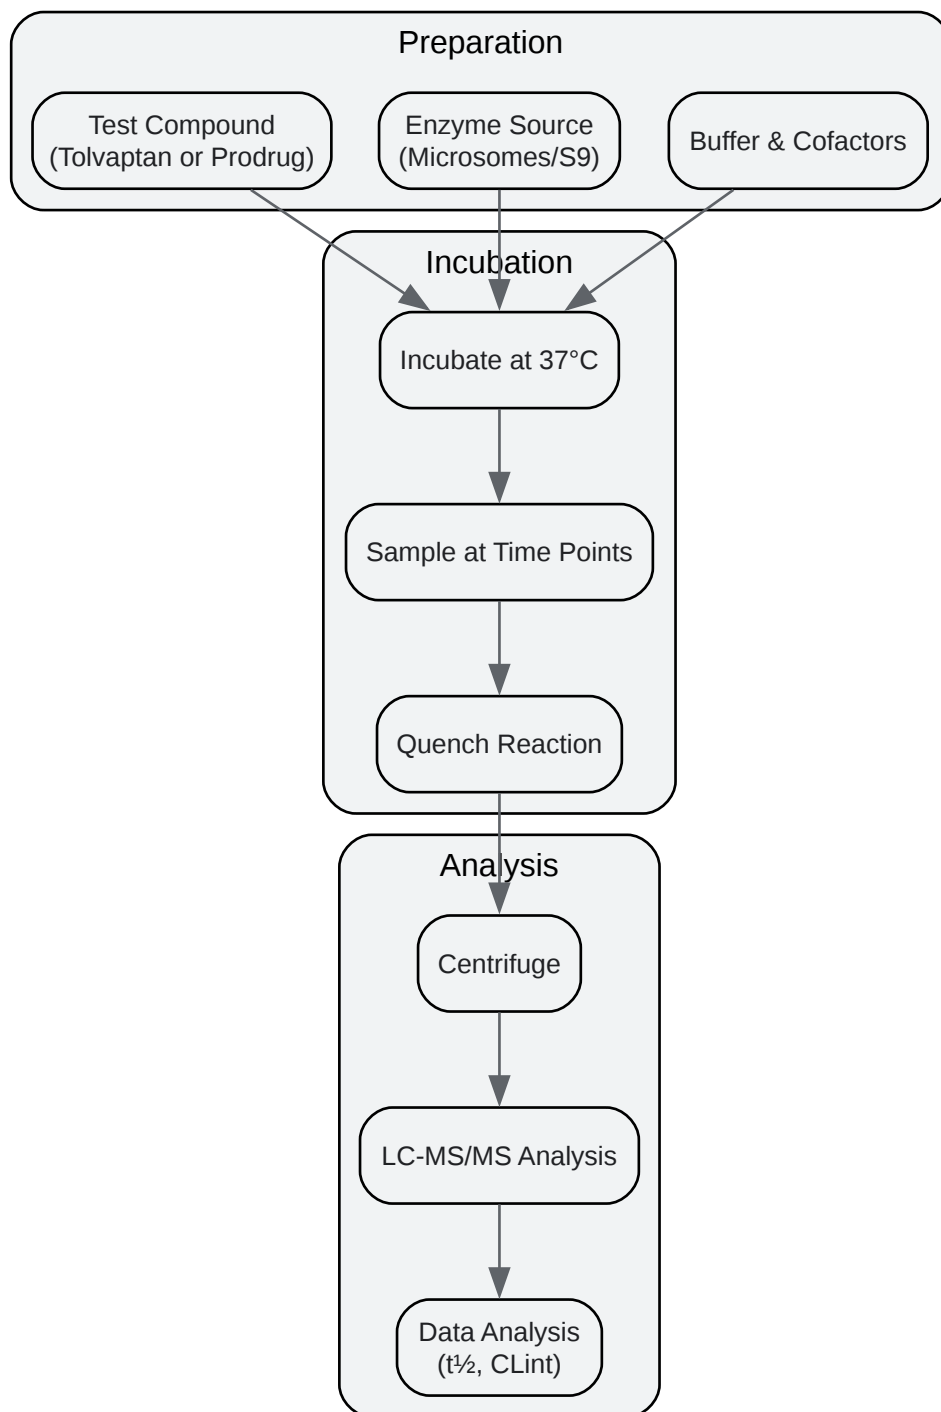 Preparation
Test Compound
(Tolvaptan or Prodrug)
Enzyme Source
(Microsomes/S9)
Buffer & Cofactors
Incubation
Incubate at 37°C
Sample at Time Points
Quench Reaction
Analysis
Centrifuge
LC-MS/MS Analysis
Data Analysis
(t½, CLint)